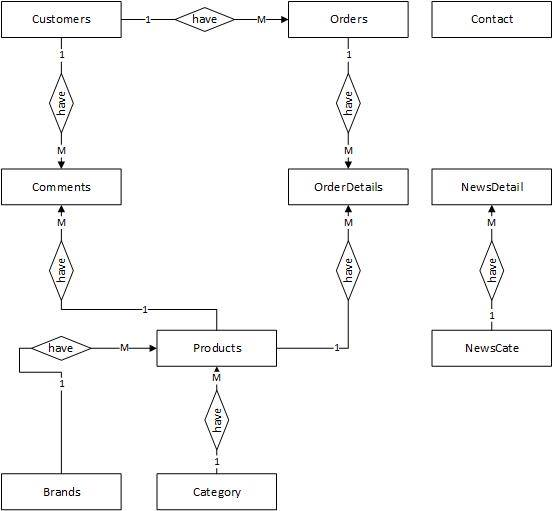 Customers
1
have
M
Orders
Contact
1
1
have
have
M
M
Comments
OrderDetails
NewsDetail
M
M
M
have
have
have
1
1
have
M
Products
1
NewsCate
1
M
have
1
Brands
Category